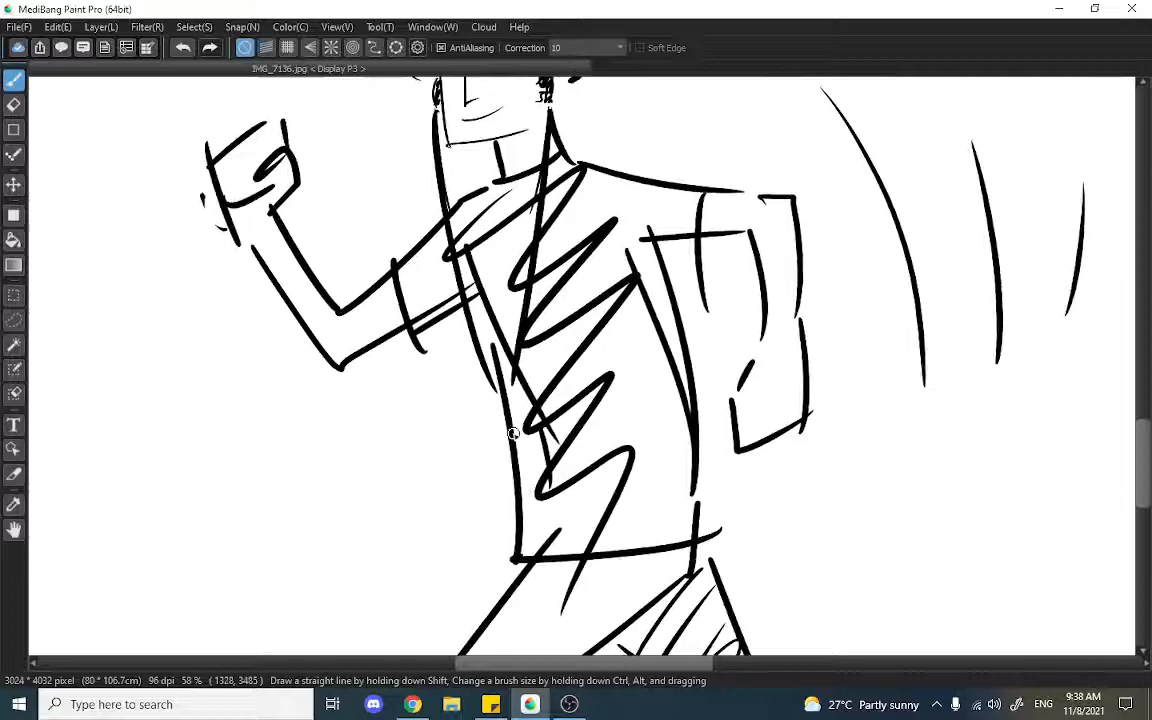 MediBang Paint Pro (64bit)
File(F) Edit(E) Layer(L) Filter(R) Select(S) Snap(N) Color(C) View(V) Tool(T) Window(W) Cloud Help
AntiAliasing Correction 10 Soft Edge
IMG_7136.jpg < Display P3 >
T
3024 * 4032 pixel (80 * 106.7cm) 96 dpi 58 % ( 1328, 3485) Draw a straight line by holding down Shift, Change a brush size by holding down Ctrl, Alt, and dragging
Type here to search 27°C Partly sunny ENG 9:38 AM
11/8/2021